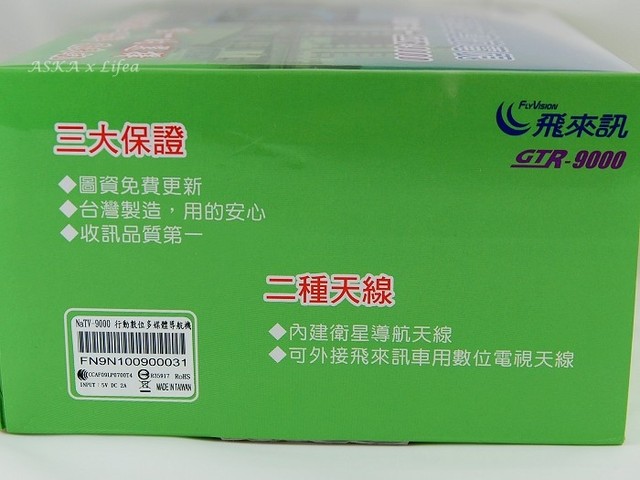 ASKA x Lifea
FLYVISION
飛來訊
GTR-9000
三大保證
◆圖資免費更新
◆台灣製造，用的安心
◆收訊品質第一
二種天線
◆內建衛星導航天線
◆可外接飛來訊車用數位電視天線
NaTV-9000 行動數位多媒體導航機
FN9N100900031
CCAF091P0700T4
R35917 RoHS
INPUT : 5V DC 2A
MADE IN TAIWAN